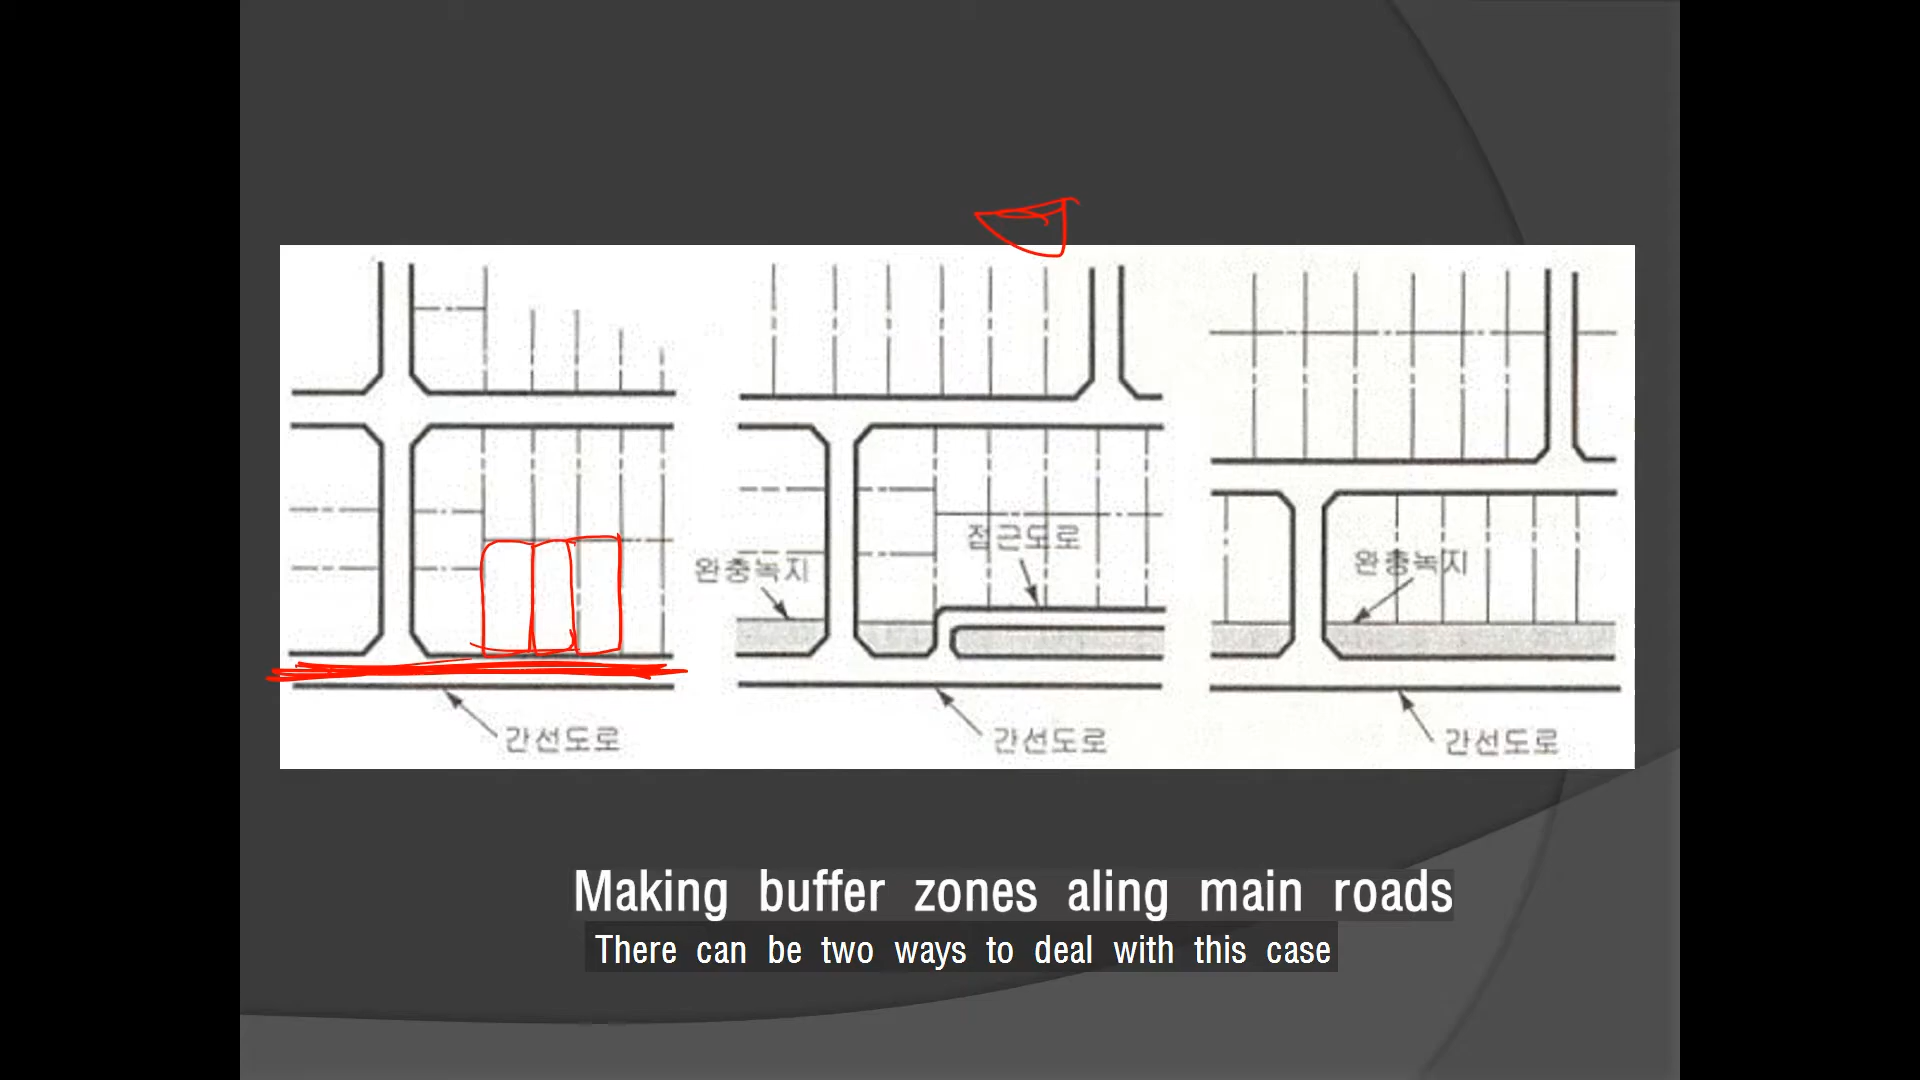 점근도로
완충녹지
완충녹지
간선도로
간선도로
간선도로
Making buffer zones aling main roads
There can be two ways to deal with this case